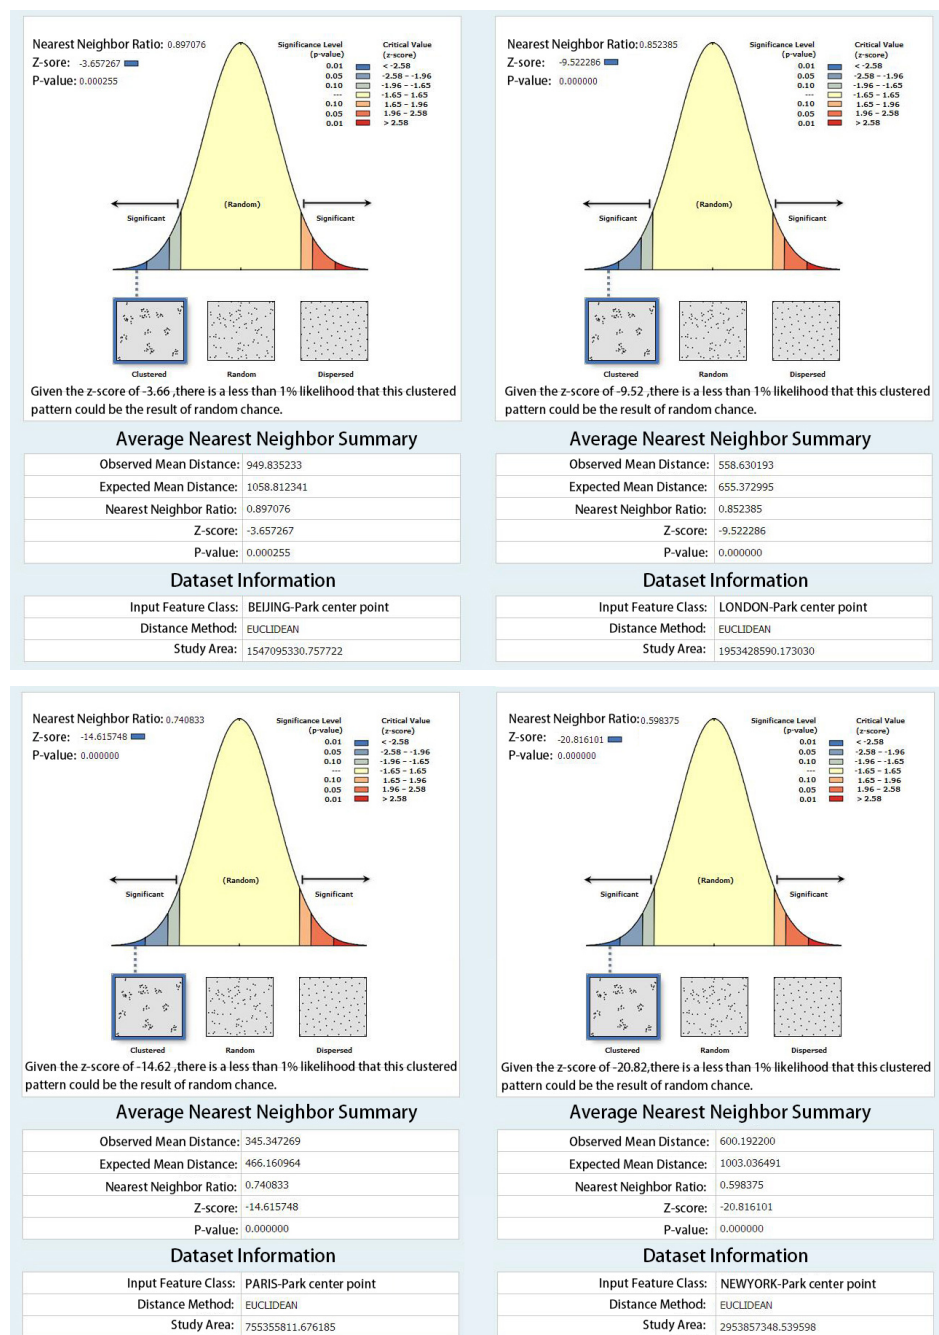 Nearest Neighbor Ratio: 0.897076
Z-sore: -3.657267
P-value: 0.000255
Significance Level (p-value) Critical Value (z-score)
0.01 < -2.58
0.05 -2.58 - -1.96
0.10 -1.96 - -1.65
--- -1.65 - 1.65
0.10 1.65 - 1.96
0.05 1.96 - 2.58
0.01 > 2.58
Significant (Random) Significant
Clustered Random Dispersed
Given the z-score of -3.66 ,there is a less than 1% likelihood that this clustered
pattern could be the result of random chance.
Average Nearest Neighbor Summary
Observed Mean Distance: 949.835233
Expected Mean Distance: 1058.812341
Nearest Neighbor Ratio: 0.897076
Z-score: -3.657267
P-value: 0.000255
Dataset Information
Input Feature Class: BEIJING-Park center point
Distance Method: EUCLIDEAN
Study Area: 1547095330.757722
Nearest Neighbor Ratio: 0.852385
Z-sore: -9.522286
P-value: 0.000000
Significance Level (p-value) Critical Value (z-score)
0.01 < -2.58
0.05 -2.58 - -1.96
0.10 -1.96 - -1.65
--- -1.65 - 1.65
0.10 1.65 - 1.96
0.05 1.96 - 2.58
0.01 > 2.58
Significant (Random) Significant
Clustered Random Dispersed
Given the z-score of -9.52 ,there is a less than 1% likelihood that this clustered
pattern could be the result of random chance.
Average Nearest Neighbor Summary
Observed Mean Distance: 558.630193
Expected Mean Distance: 655.372995
Nearest Neighbor Ratio: 0.852385
Z-score: -9.522286
P-value: 0.000000
Dataset Information
Input Feature Class: LONDON-Park center point
Distance Method: EUCLIDEAN
Study Area: 1953428590.173030
Nearest Neighbor Ratio: 0.740833
Z-sore: -14.615748
P-value: 0.000000
Significance Level (p-value) Critical Value (z-score)
0.01 < -2.58
0.05 -2.58 - -1.96
0.10 -1.96 - -1.65
--- -1.65 - 1.65
0.10 1.65 - 1.96
0.05 1.96 - 2.58
0.01 > 2.58
Significant (Random) Significant
Clustered Random Dispersed
Given the z-score of -14.62 ,there is a less than 1% likelihood that this clustered
pattern could be the result of random chance.
Average Nearest Neighbor Summary
Observed Mean Distance: 345.347269
Expected Mean Distance: 466.160964
Nearest Neighbor Ratio: 0.740833
Z-score: -14.615748
P-value: 0.000000
Dataset Information
Input Feature Class: PARIS-Park center point
Distance Method: EUCLIDEAN
Study Area: 755355811.676185
Nearest Neighbor Ratio: 0.598375
Z-sore: -20.816101
P-value: 0.000000
Significance Level (p-value) Critical Value (z-score)
0.01 < -2.58
0.05 -2.58 - -1.96
0.10 -1.96 - -1.65
--- -1.65 - 1.65
0.10 1.65 - 1.96
0.05 1.96 - 2.58
0.01 > 2.58
Significant (Random) Significant
Clustered Random Dispersed
Given the z-score of -20.82,there is a less than 1% likelihood that this clustered
pattern could be the result of random chance.
Average Nearest Neighbor Summary
Observed Mean Distance: 600.192200
Expected Mean Distance: 1003.036491
Nearest Neighbor Ratio: 0.598375
Z-score: -20.816101
P-value: 0.000000
Dataset Information
Input Feature Class: NEWYORK-Park center point
Distance Method: EUCLIDEAN
Study Area: 2953857348.539598